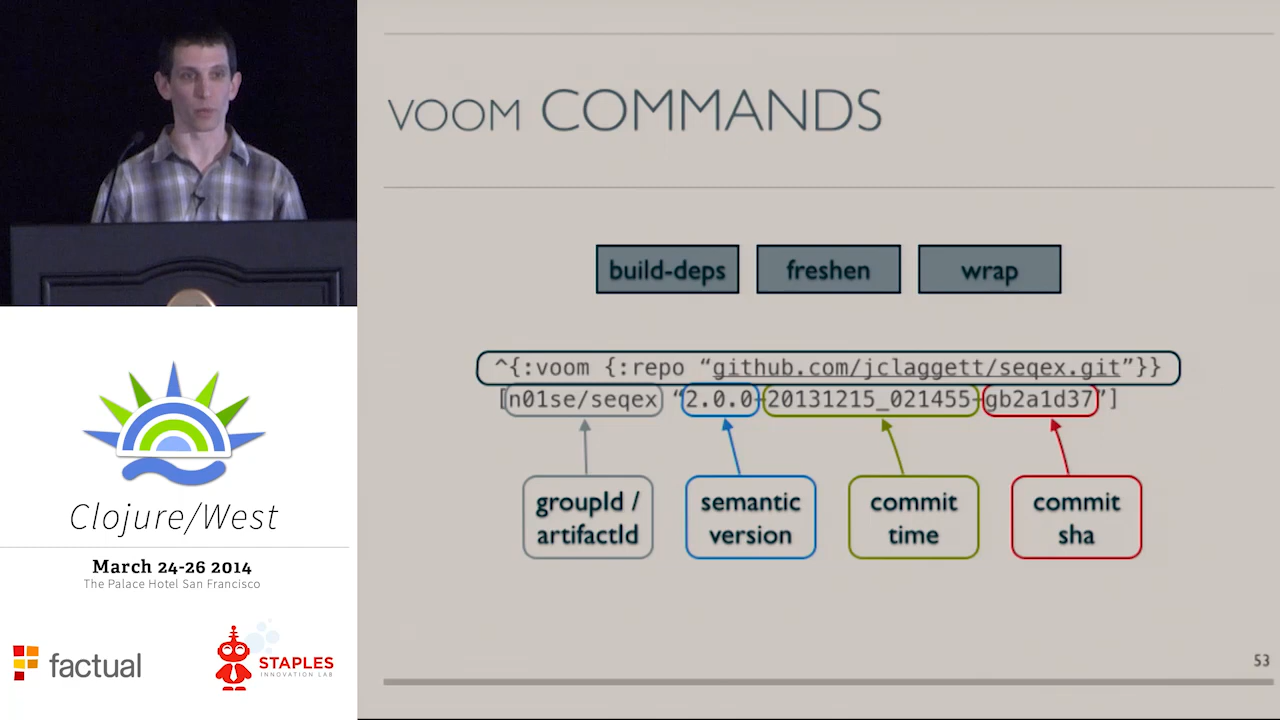 VOOM COMMANDS
build-deps freshen wrap
^{:voom {:repo “github.com/jclaggett/seqex.git”}}
[n01se/seqex “2.0.0-20131215_021455-gb2a1d37”]
groupId / artifactId
semantic version
commit time
commit sha
53
Clojure/West
March 24-26 2014
The Palace Hotel San Francisco
factual
STAPLES
INNOVATION LAB